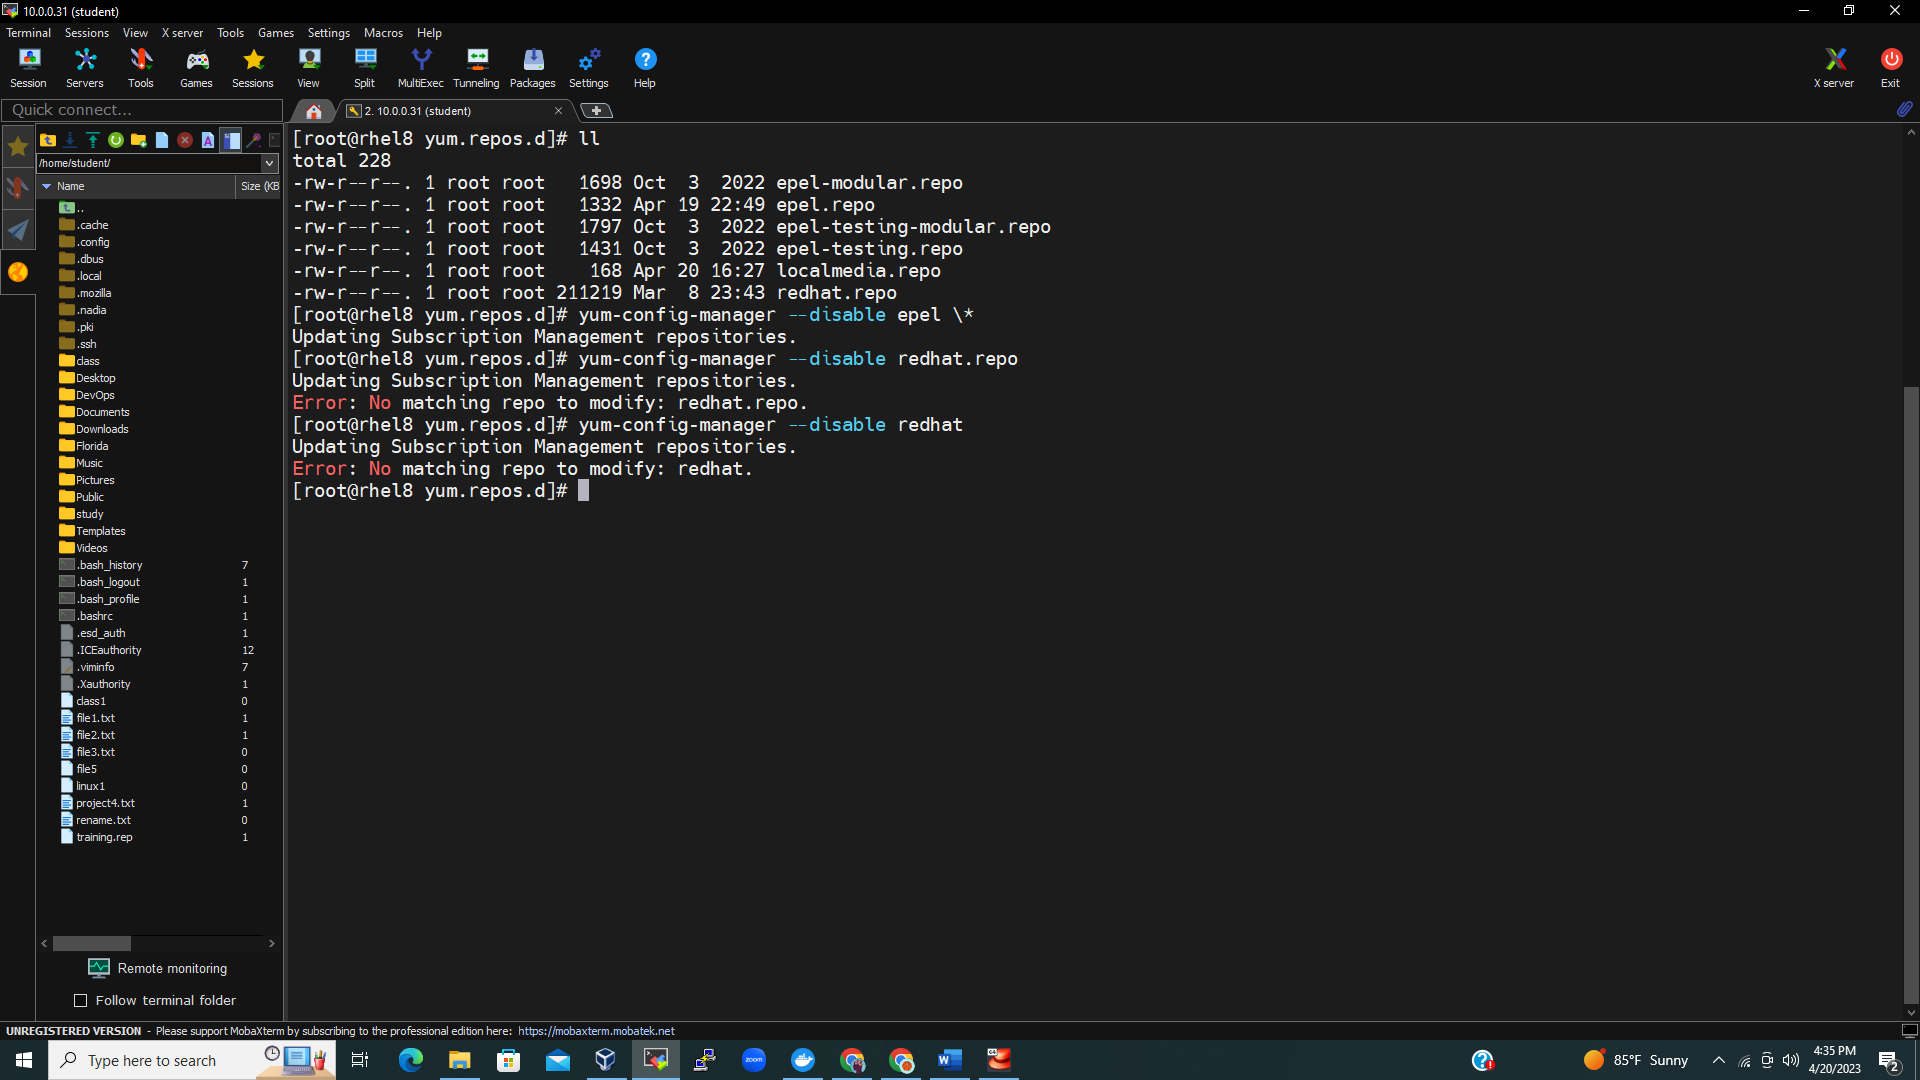 10.0.0.31 (student)
Terminal Sessions View X server Tools Games Settings Macros Help
Session Servers Tools Games Sessions View Split MultiExec Tunneling Packages Settings Help X server Exit
Quick connect...
2. 10.0.0.31 (student)
/home/student/
Name Size (KB
..
.cache
.config
.dbus
.local
.mozilla
.nadia
.pki
.ssh
class
Desktop
DevOps
Documents
Downloads
Florida
Music
Pictures
Public
study
Templates
Videos
.bash_history 7
.bash_logout 1
.bash_profile 1
.bashrc 1
.esd_auth 1
.ICEauthority 12
.viminfo 7
.Xauthority 1
class1 0
file1.txt 1
file2.txt 1
file3.txt 0
file5 0
linux1 0
project4.txt 1
rename.txt 0
training.rep 1
Remote monitoring
Follow terminal folder
[root@rhel8 yum.repos.d]# ll
total 228
-rw-r--r--. 1 root root   1698 Oct  3  2022 epel-modular.repo
-rw-r--r--. 1 root root   1332 Apr 19 22:49 epel.repo
-rw-r--r--. 1 root root   1797 Oct  3  2022 epel-testing-modular.repo
-rw-r--r--. 1 root root   1431 Oct  3  2022 epel-testing.repo
-rw-r--r--. 1 root root    168 Apr 20 16:27 localmedia.repo
-rw-r--r--. 1 root root 211219 Mar  8 23:43 redhat.repo
[root@rhel8 yum.repos.d]# yum-config-manager --disable epel \*
Updating Subscription Management repositories.
[root@rhel8 yum.repos.d]# yum-config-manager --disable redhat.repo
Updating Subscription Management repositories.
Error: No matching repo to modify: redhat.repo.
[root@rhel8 yum.repos.d]# yum-config-manager --disable redhat
Updating Subscription Management repositories.
Error: No matching repo to modify: redhat.
[root@rhel8 yum.repos.d]#
UNREGISTERED VERSION - Please support MobaXterm by subscribing to the professional edition here: https://mobaxterm.mobatek.net
Type here to search
zoom
85°F Sunny
4:35 PM
4/20/2023
2